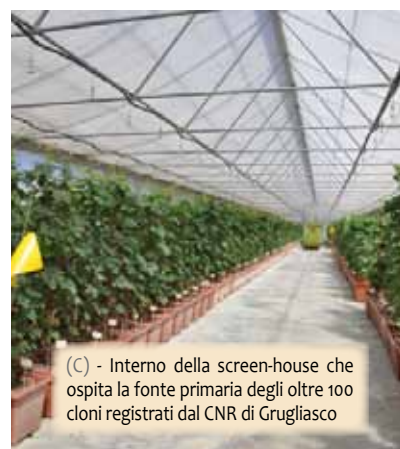 (C) - Interno della screen-house che
ospita la fonte primaria degli oltre 100
cloni registrati dal CNR di Grugliasco